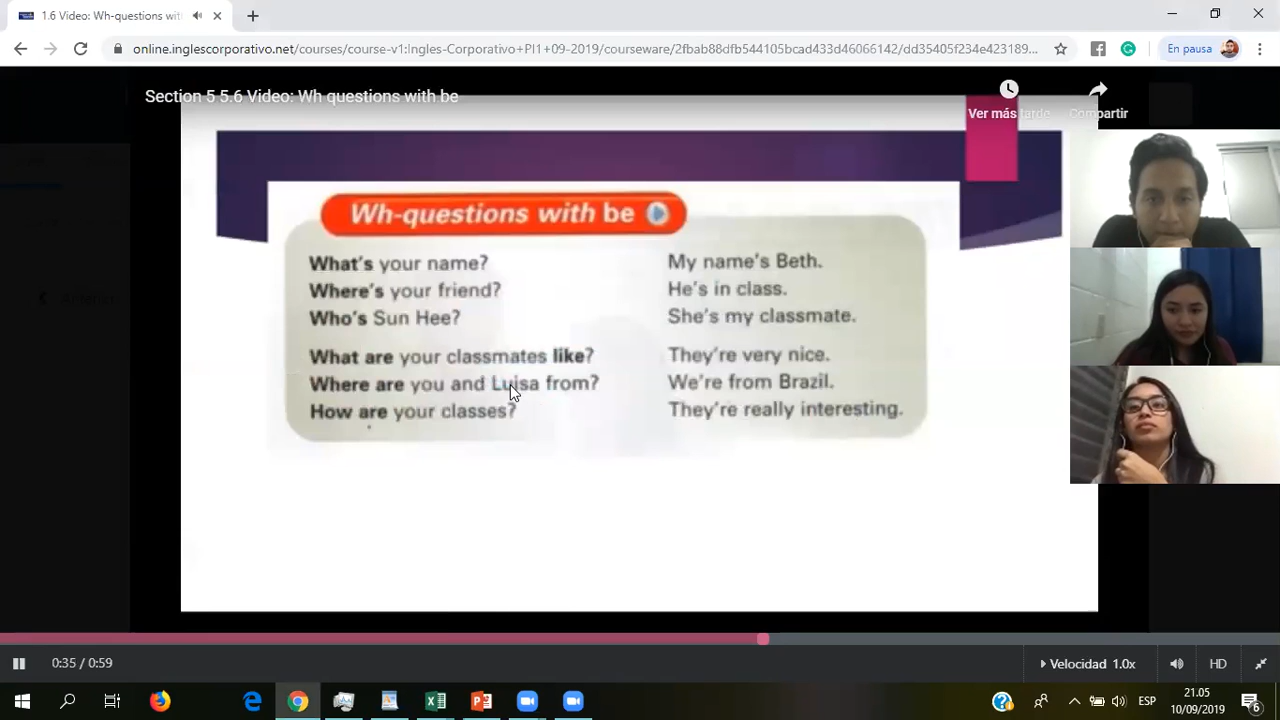 1.6 Video: Wh-questions wit
online.inglescorporativo.net/courses/course-v1:Ingles-Corporativo+PI1+09-2019/courseware/2fbab88dfb544105bcad433d46066142/dd35405f234e423189...
En pausa
Section 5 5.6 Video: Wh questions with be
Ver más tarde
Compartir
Wh-questions with be
What's your name? My name's Beth.
Where's your friend? He's in class.
Who's Sun Hee? She's my classmate.
What are your classmates like? They're very nice.
Where are you and Luisa from? We're from Brazil.
How are your classes? They're really interesting.
Anterior
0:35 / 0:59
Velocidad 1.0x
HD
ESP
21.05
10/09/2019
6